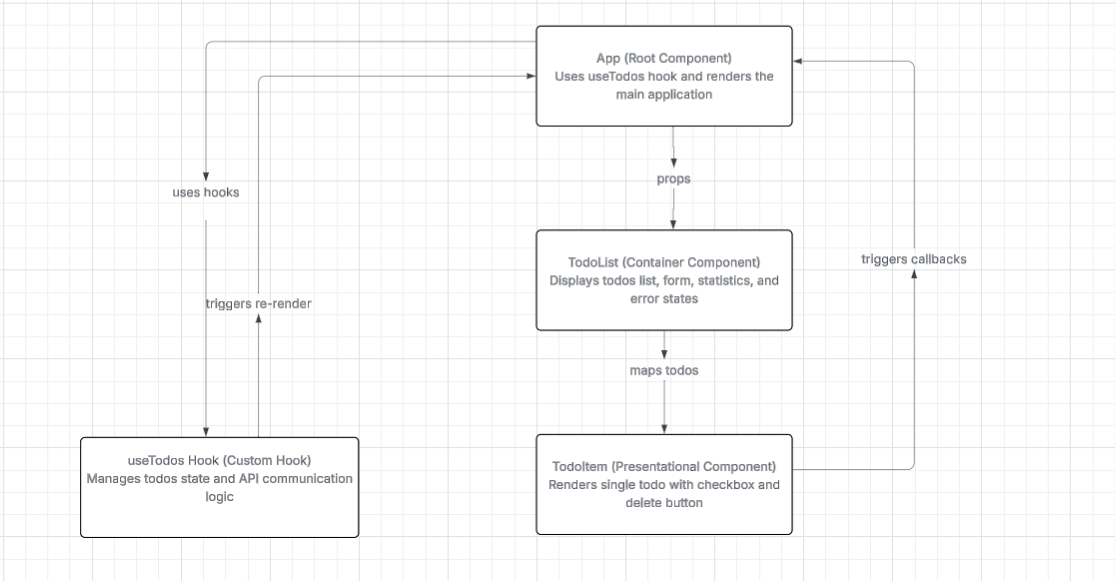 App (Root Component)
Uses useTodos hook and renders the
main application
uses hooks
props
TodoList (Container Component)
Displays todos list, form, statistics, and
error states
triggers callbacks
triggers re-render
maps todos
useTodos Hook (Custom Hook)
Manages todos state and API communication
logic
TodoItem (Presentational Component)
Renders single todo with checkbox and
delete button